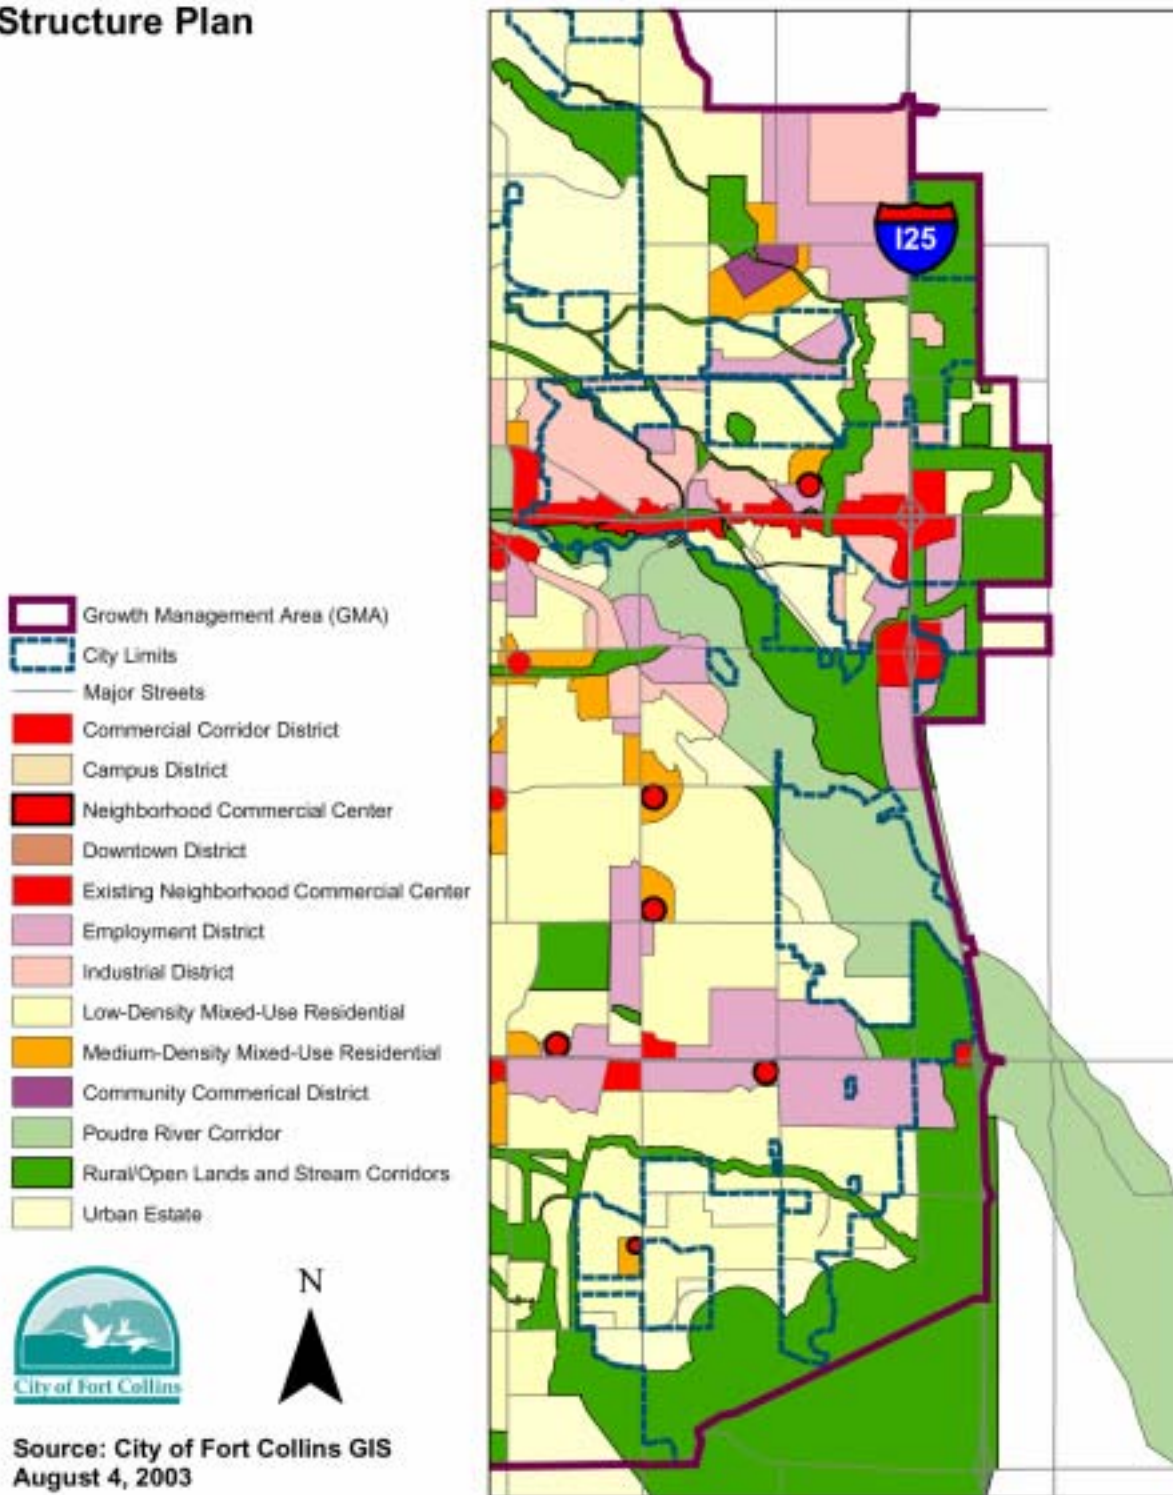 Structure Plan
I25
Growth Management Area (GMA)
City Limits
Major Streets
Commercial Corridor District
Campus District
Neighborhood Commercial Center
Downtown District
Existing Neighborhood Commercial Center
Employment District
Industrial District
Low-Density Mixed-Use Residential
Medium-Density Mixed-Use Residential
Community Commerical District
Poudre River Corridor
Rural/Open Lands and Stream Corridors
Urban Estate
N
City of Fort Collins
Source: City of Fort Collins GIS
August 4, 2003